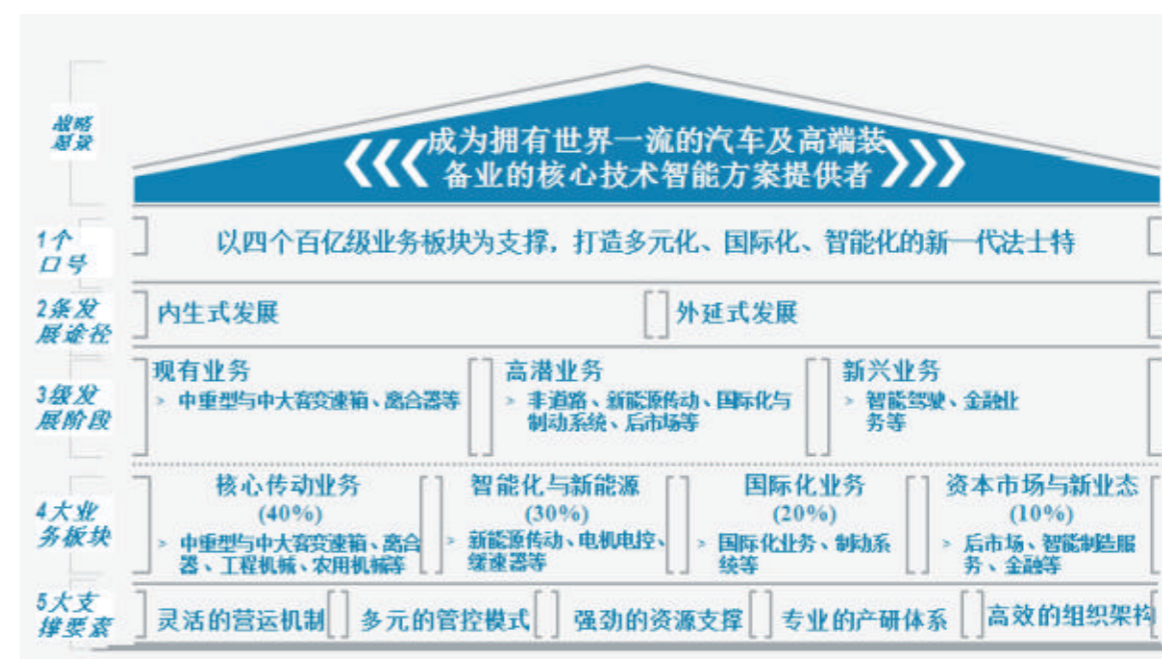 战略
愿景
成为拥有世界一流的汽车及高端装
备业的核心技术智能方案提供者
1个
口号
以四个百亿级业务板块为支撑，打造多元化、国际化、智能化的新一代法士特
2条发
展途径
内生式发展
外延式发展
3级发
展阶段
现有业务
> 中重型与中大客变速箱、离合器等
高潜业务
> 非道路、新能源传动、国际化与
制动系统、后市场等
新兴业务
> 智能驾驶、金融业
务等
4大业
务板块
核心传动业务
(40%)
> 中重型与中大客变速箱、离合
器、工程机械、农用机械等
智能化与新能源
(30%)
> 新能源传动、电机电控、
缓速器等
国际化业务
(20%)
> 国际化业务、制动系
统等
资本市场与新业态
(10%)
> 后市场、智能制造服
务、金融等
5大支
撑要素
灵活的营运机制
多元的管控模式
强劲的资源支撑
专业的产研体系
高效的组织架构